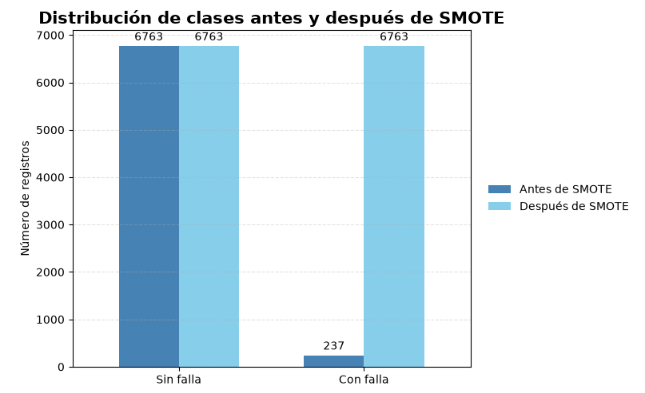 Distribución de clases antes y después de SMOTE
7000
6000
5000
4000
3000
2000
1000
0
Número de registros
6763
6763
237
6763
Sin falla
Con falla
Antes de SMOTE
Después de SMOTE